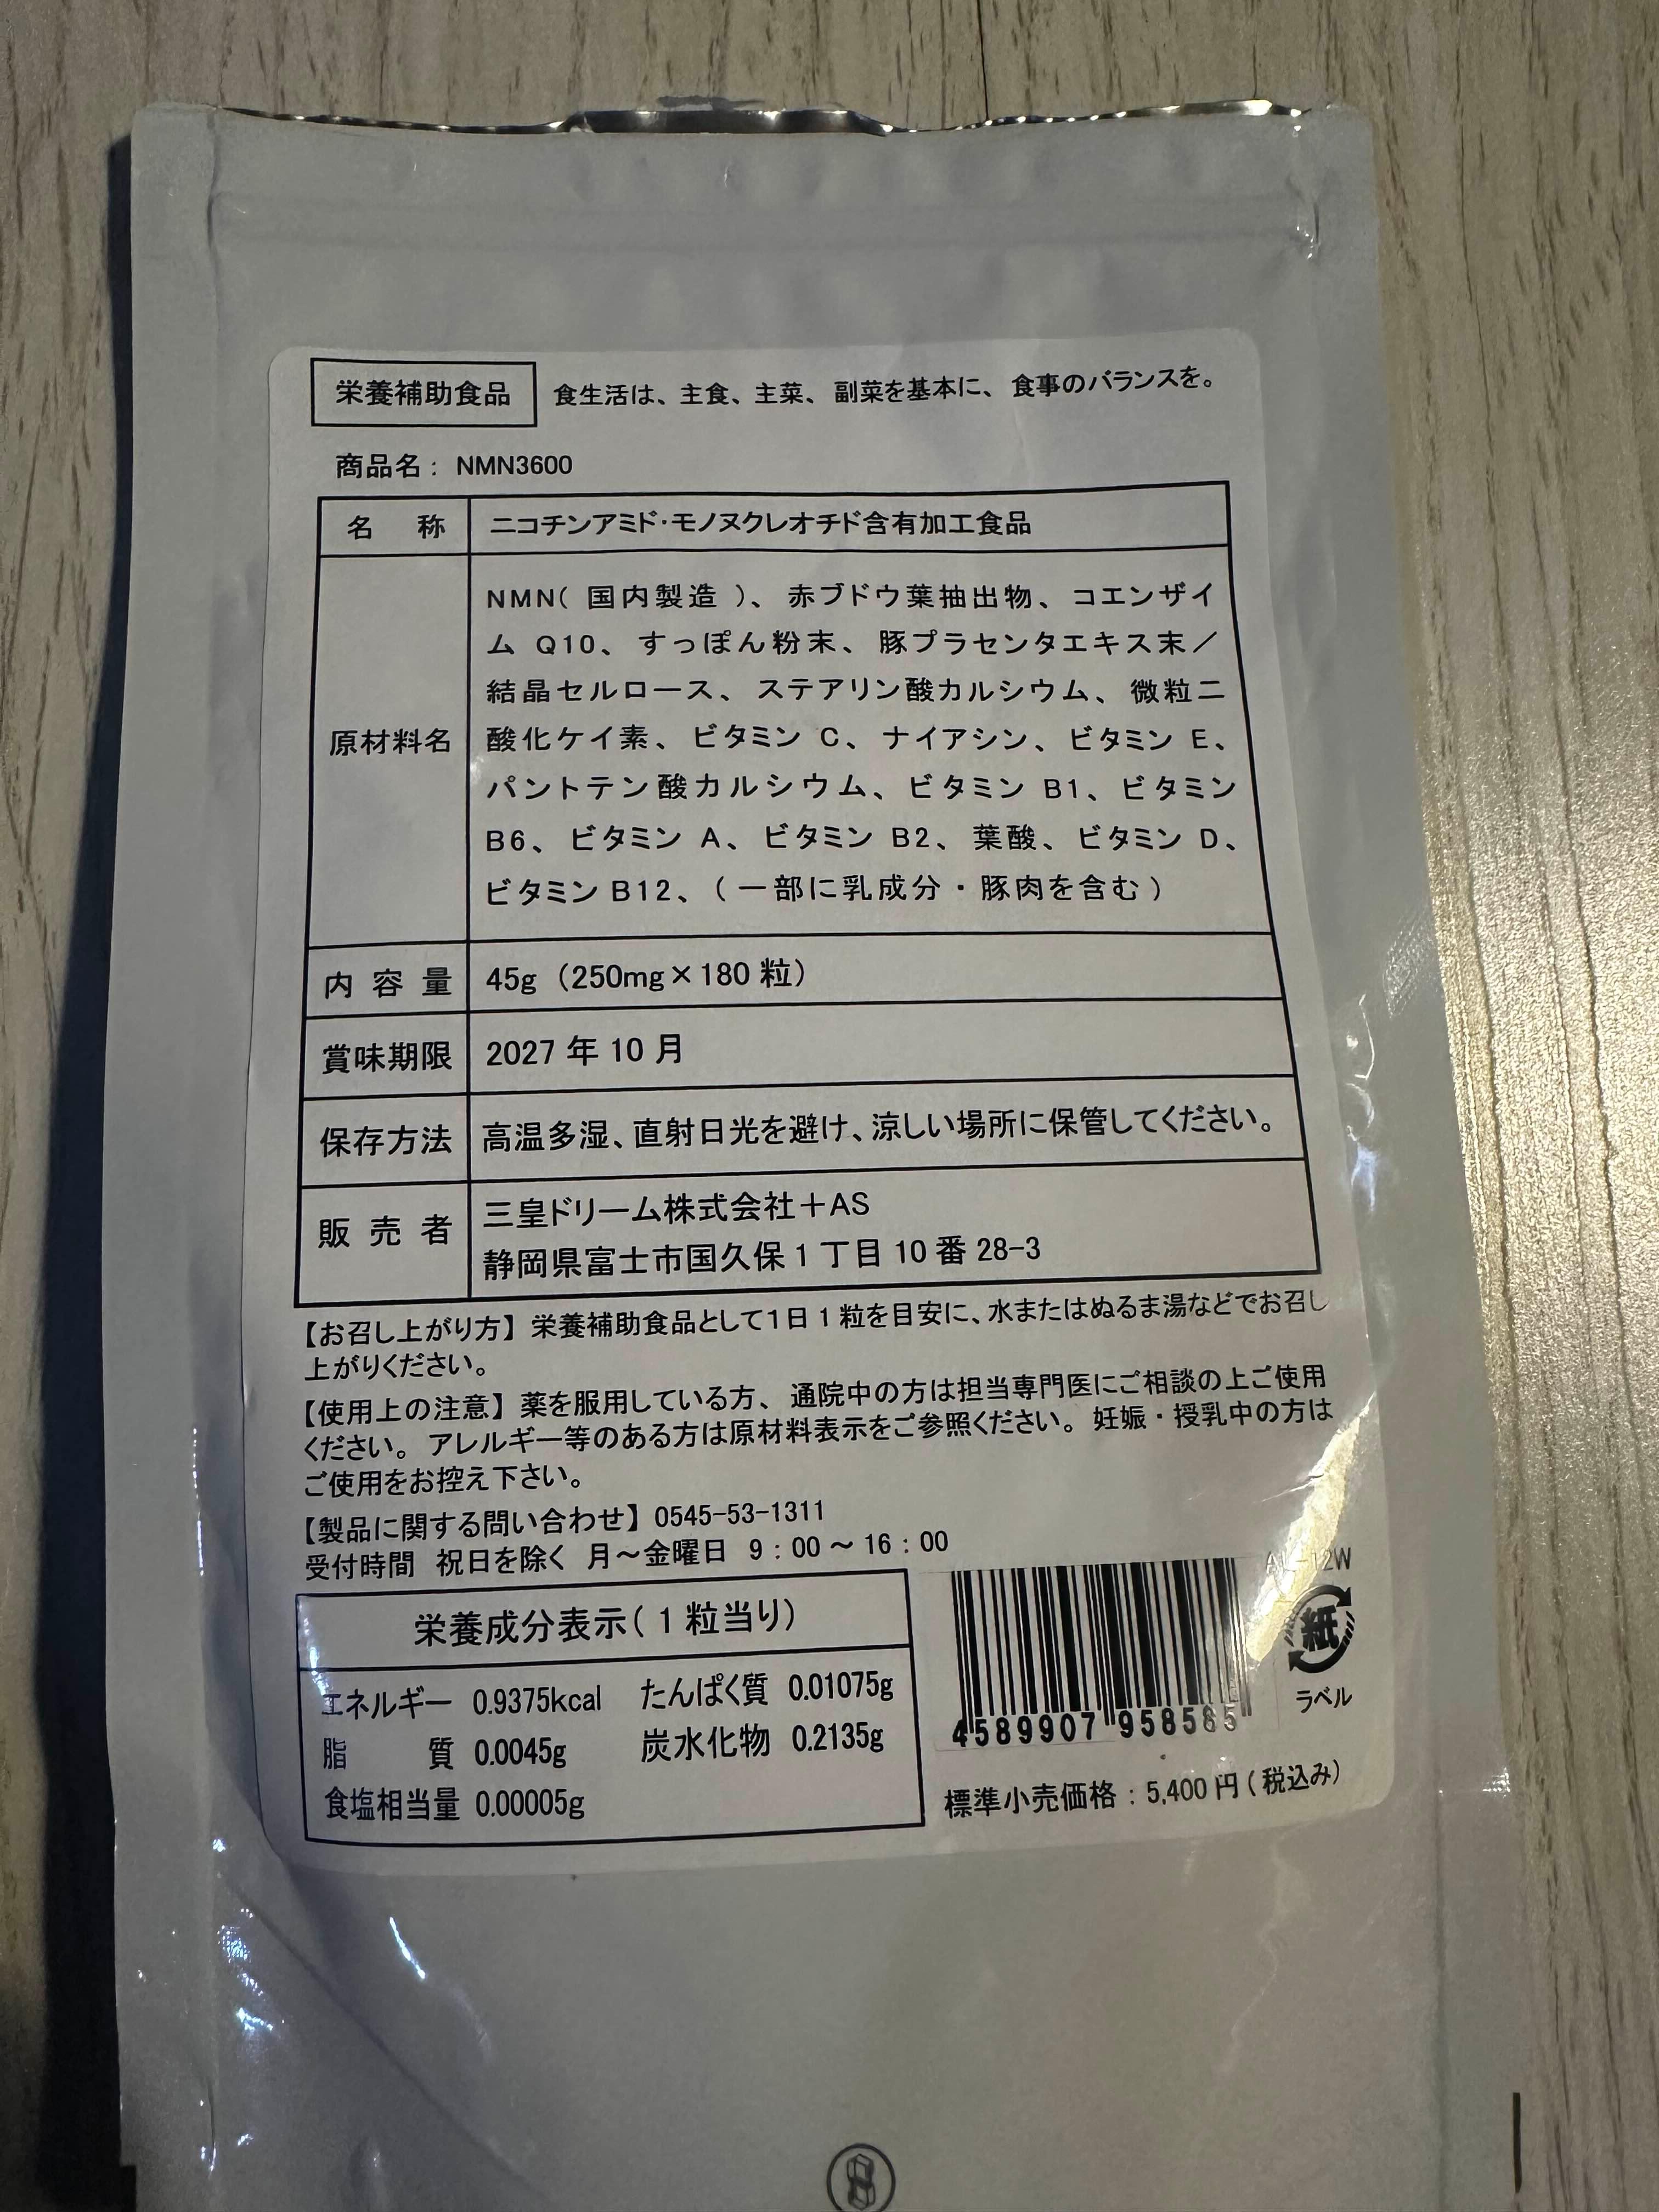 栄養補助食品 食生活は、主食、主菜、副菜を基本に、食事のバランスを。
商品名： NMN3600
名称 ニコチンアミド・モノヌクレオチド含有加工食品
原材料名
NMN( 国内製造 )、赤ブドウ葉抽出物、コエンザイ
ム Q10、すっぽん粉末、豚プラセンタエキス末／
結晶セルロース、ステアリン酸カルシウム、微粒二
酸化ケイ素、ビタミン C、ナイアシン、ビタミン E、
パントテン酸カルシウム、ビタミン B1、ビタミン
B6、ビタミン A、ビタミン B2、葉酸、ビタミン D、
ビタミン B12、( 一部に乳成分・豚肉を含む )
内容量 45g（250mg×180 粒）
賞味期限 2027 年 10 月
保存方法 高温多湿、直射日光を避け、涼しい場所に保管してください。
販売者
三皇ドリーム株式会社＋AS
静岡県富士市国久保 1 丁目 10 番 28-3
【お召し上がり方】栄養補助食品として1日 1 粒を目安に、水またはぬるま湯などでお召し
上がりください。
【使用上の注意】薬を服用している方、通院中の方は担当専門医にご相談の上ご使用
ください。アレルギー等のある方は原材料表示をご参照ください。妊娠・授乳中の方は
ご使用をお控え下さい。
【製品に関する問い合わせ】0545-53-1311
受付時間 祝日を除く 月～金曜日 9：00 ～ 16：00
栄養成分表示( 1 粒当り)
エネルギー 0.9375kcal たんぱく質 0.01075g
脂質 0.0045g 炭水化物 0.2135g
食塩相当量 0.00005g
紙
ラベル
4589907 958585
標準小売価格：5,400 円 ( 税込み)